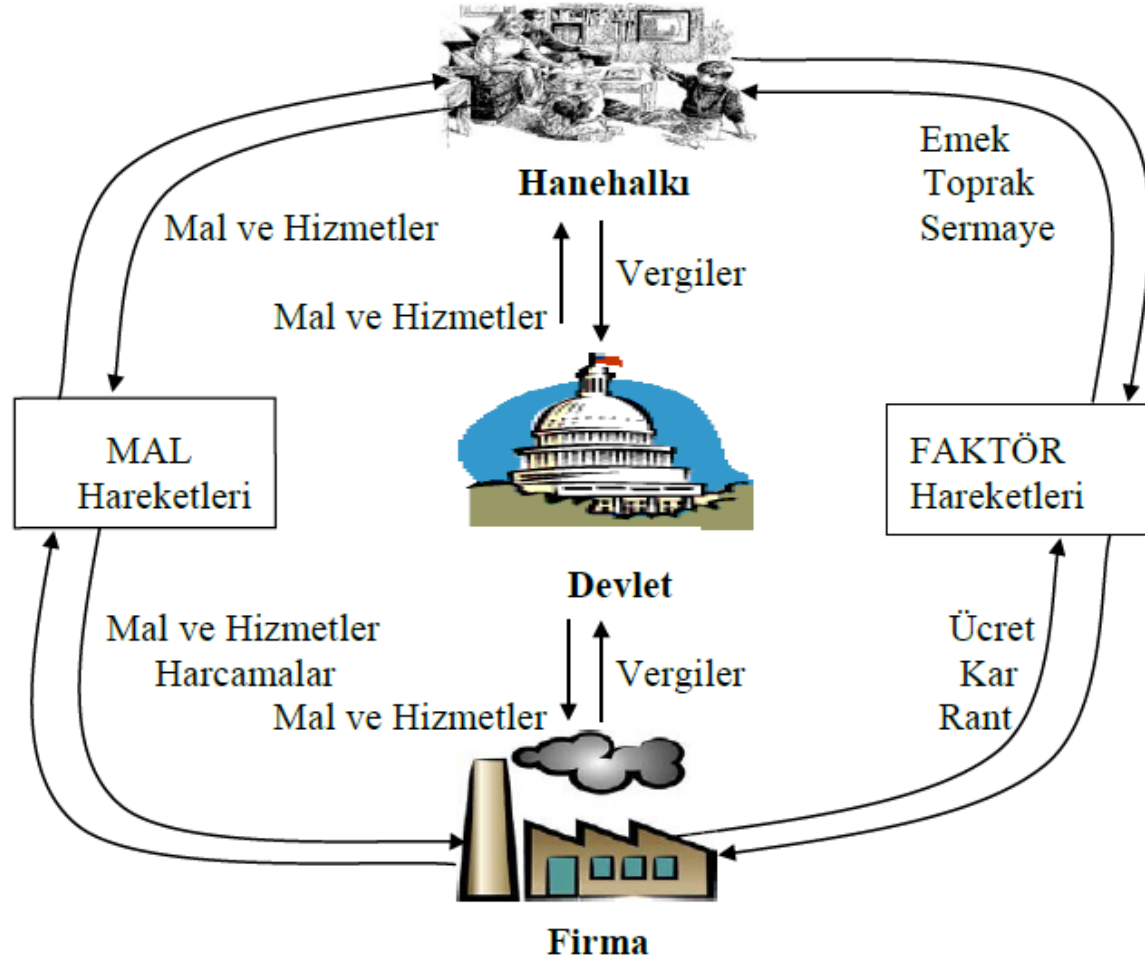 Emek
Toprak
Sermaye
Hanehalkı
Mal ve Hizmetler
Vergiler
Mal ve Hizmetler
MAL
Hareketleri
FAKTÖR
Hareketleri
Devlet
Mal ve Hizmetler
Harcamalar
Ücret
Kar
Rant
Vergiler
Mal ve Hizmetler
Firma